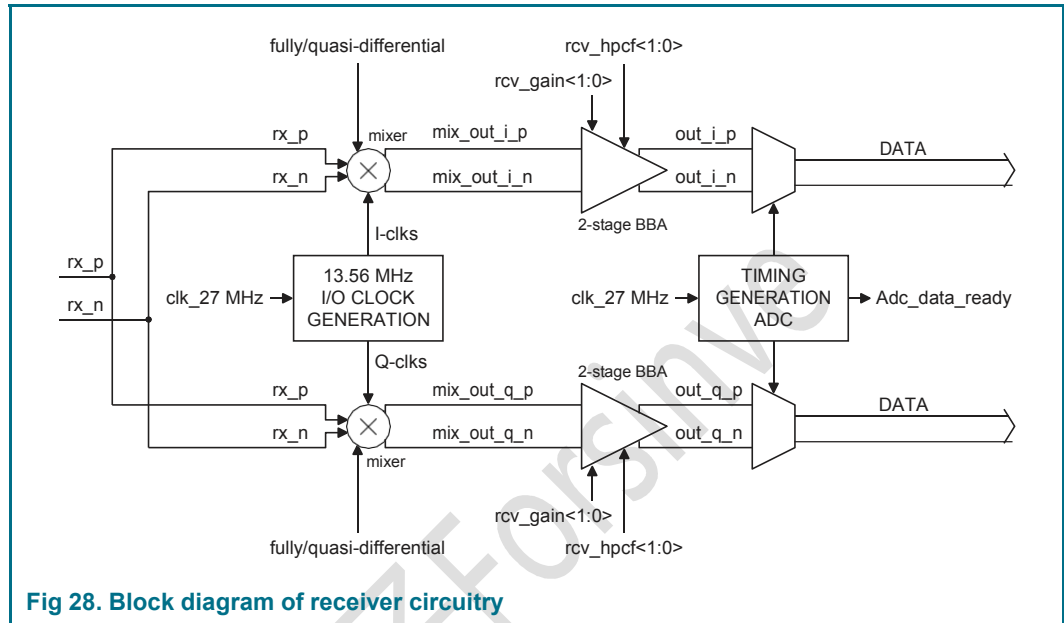 fully/quasi-differential
rcv_hpcf<1:0>
rcv_gain<1:0>
rx_p
mixer
mix_out_i_p
out_i_p
DATA
rx_n
mix_out_i_n
out_i_n
2-stage BBA
I-clks
rx_p
rx_n
clk_27 MHz
13.56 MHz
I/O CLOCK
GENERATION
clk_27 MHz
TIMING
GENERATION
ADC
Adc_data_ready
Q-clks
2-stage BBA
rx_p
mix_out_q_p
out_q_p
DATA
rx_n
mix_out_q_n
out_q_n
mixer
rcv_gain<1:0>
fully/quasi-differential
rcv_hpcf<1:0>
Fig 28. Block diagram of receiver circuitry